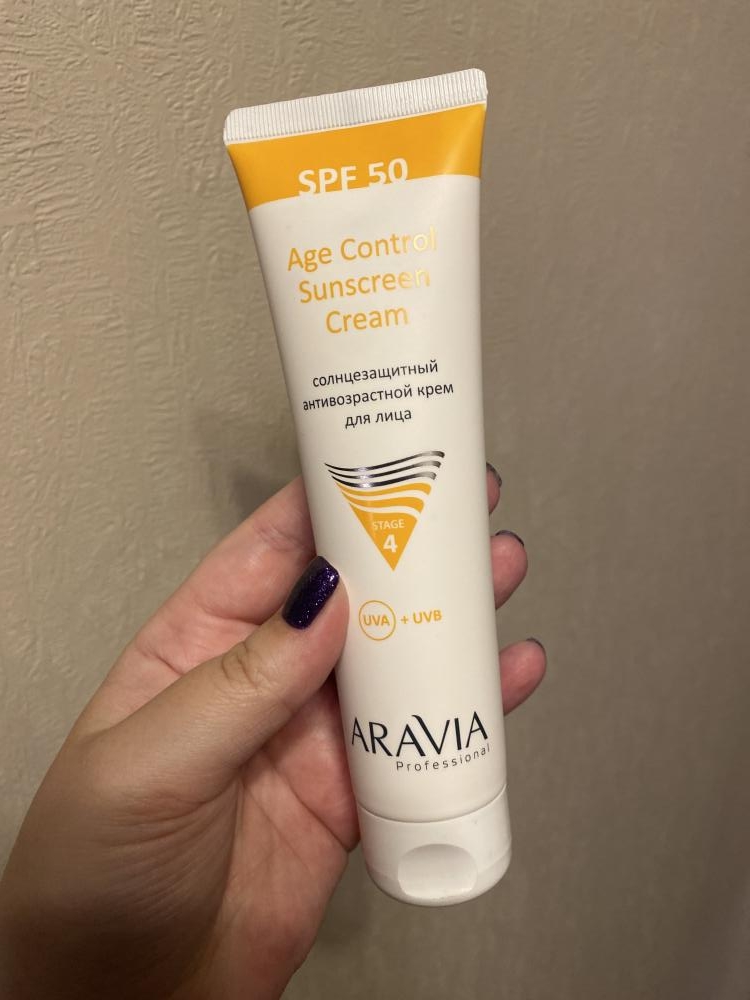 SPF 50
Age Control
Sunscreen
Cream
солнцезащитный
антивозрастной крем
для лица
STAGE
4
UVA + UVB
ARAVIA
Professional